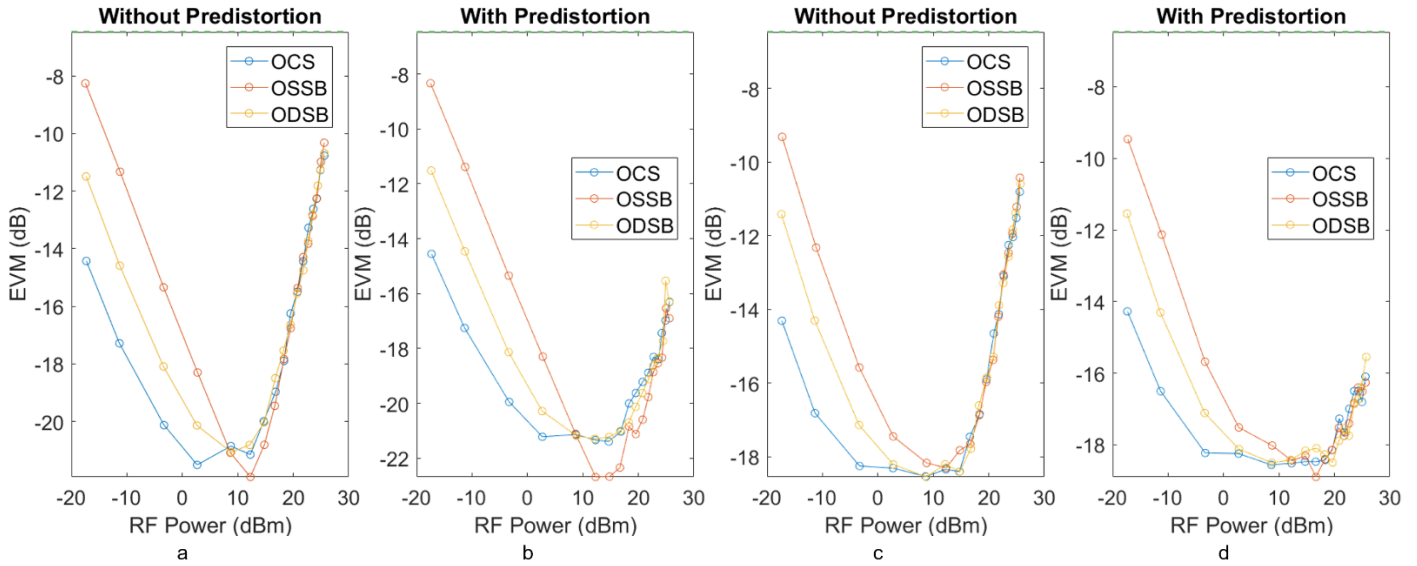 Without Predistortion
EVM (dB)
-8
-10
-12
-14
-16
-18
-20
OCS
OSSB
ODSB
-20 -10 0 10 20 30
RF Power (dBm)
a
With Predistortion
EVM (dB)
-8
-10
-12
-14
-16
-18
-20
-22
OCS
OSSB
ODSB
-20 -10 0 10 20 30
RF Power (dBm)
b
Without Predistortion
EVM (dB)
-8
-10
-12
-14
-16
-18
OCS
OSSB
ODSB
-20 -10 0 10 20 30
RF Power (dBm)
c
With Predistortion
EVM (dB)
-8
-10
-12
-14
-16
-18
OCS
OSSB
ODSB
-20 -10 0 10 20 30
RF Power (dBm)
d